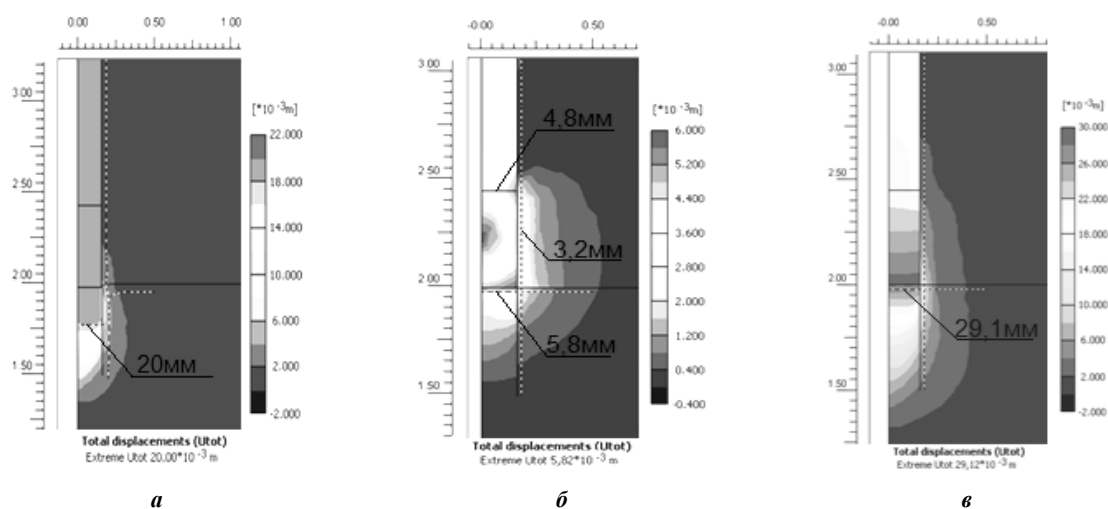 0.00 0.50 1.00
3.00
2.50
2.00
1.50
20мм
[*10 -3m]
22.000
18.000
14.000
10.000
6.000
2.000
-2.000
Total displacements (Utot)
Extreme Utot 20.00*10 -3 m
а
-0.00 0.50
3.00
2.50
2.00
1.50
4,8мм
3,2мм
5,8мм
[*10 -3m]
6.000
5.200
4.400
3.600
2.800
2.000
1.200
0.400
-0.400
Total displacements (Utot)
Extreme Utot 5,82*10 -3 m
б
-0.00 0.50
3.00
2.50
2.00
1.50
29,1мм
[*10 -3m]
30.000
26.000
22.000
18.000
14.000
10.000
6.000
2.000
-2.000
Total displacements (Utot)
Extreme Utot 29,12*10 -3 m
в